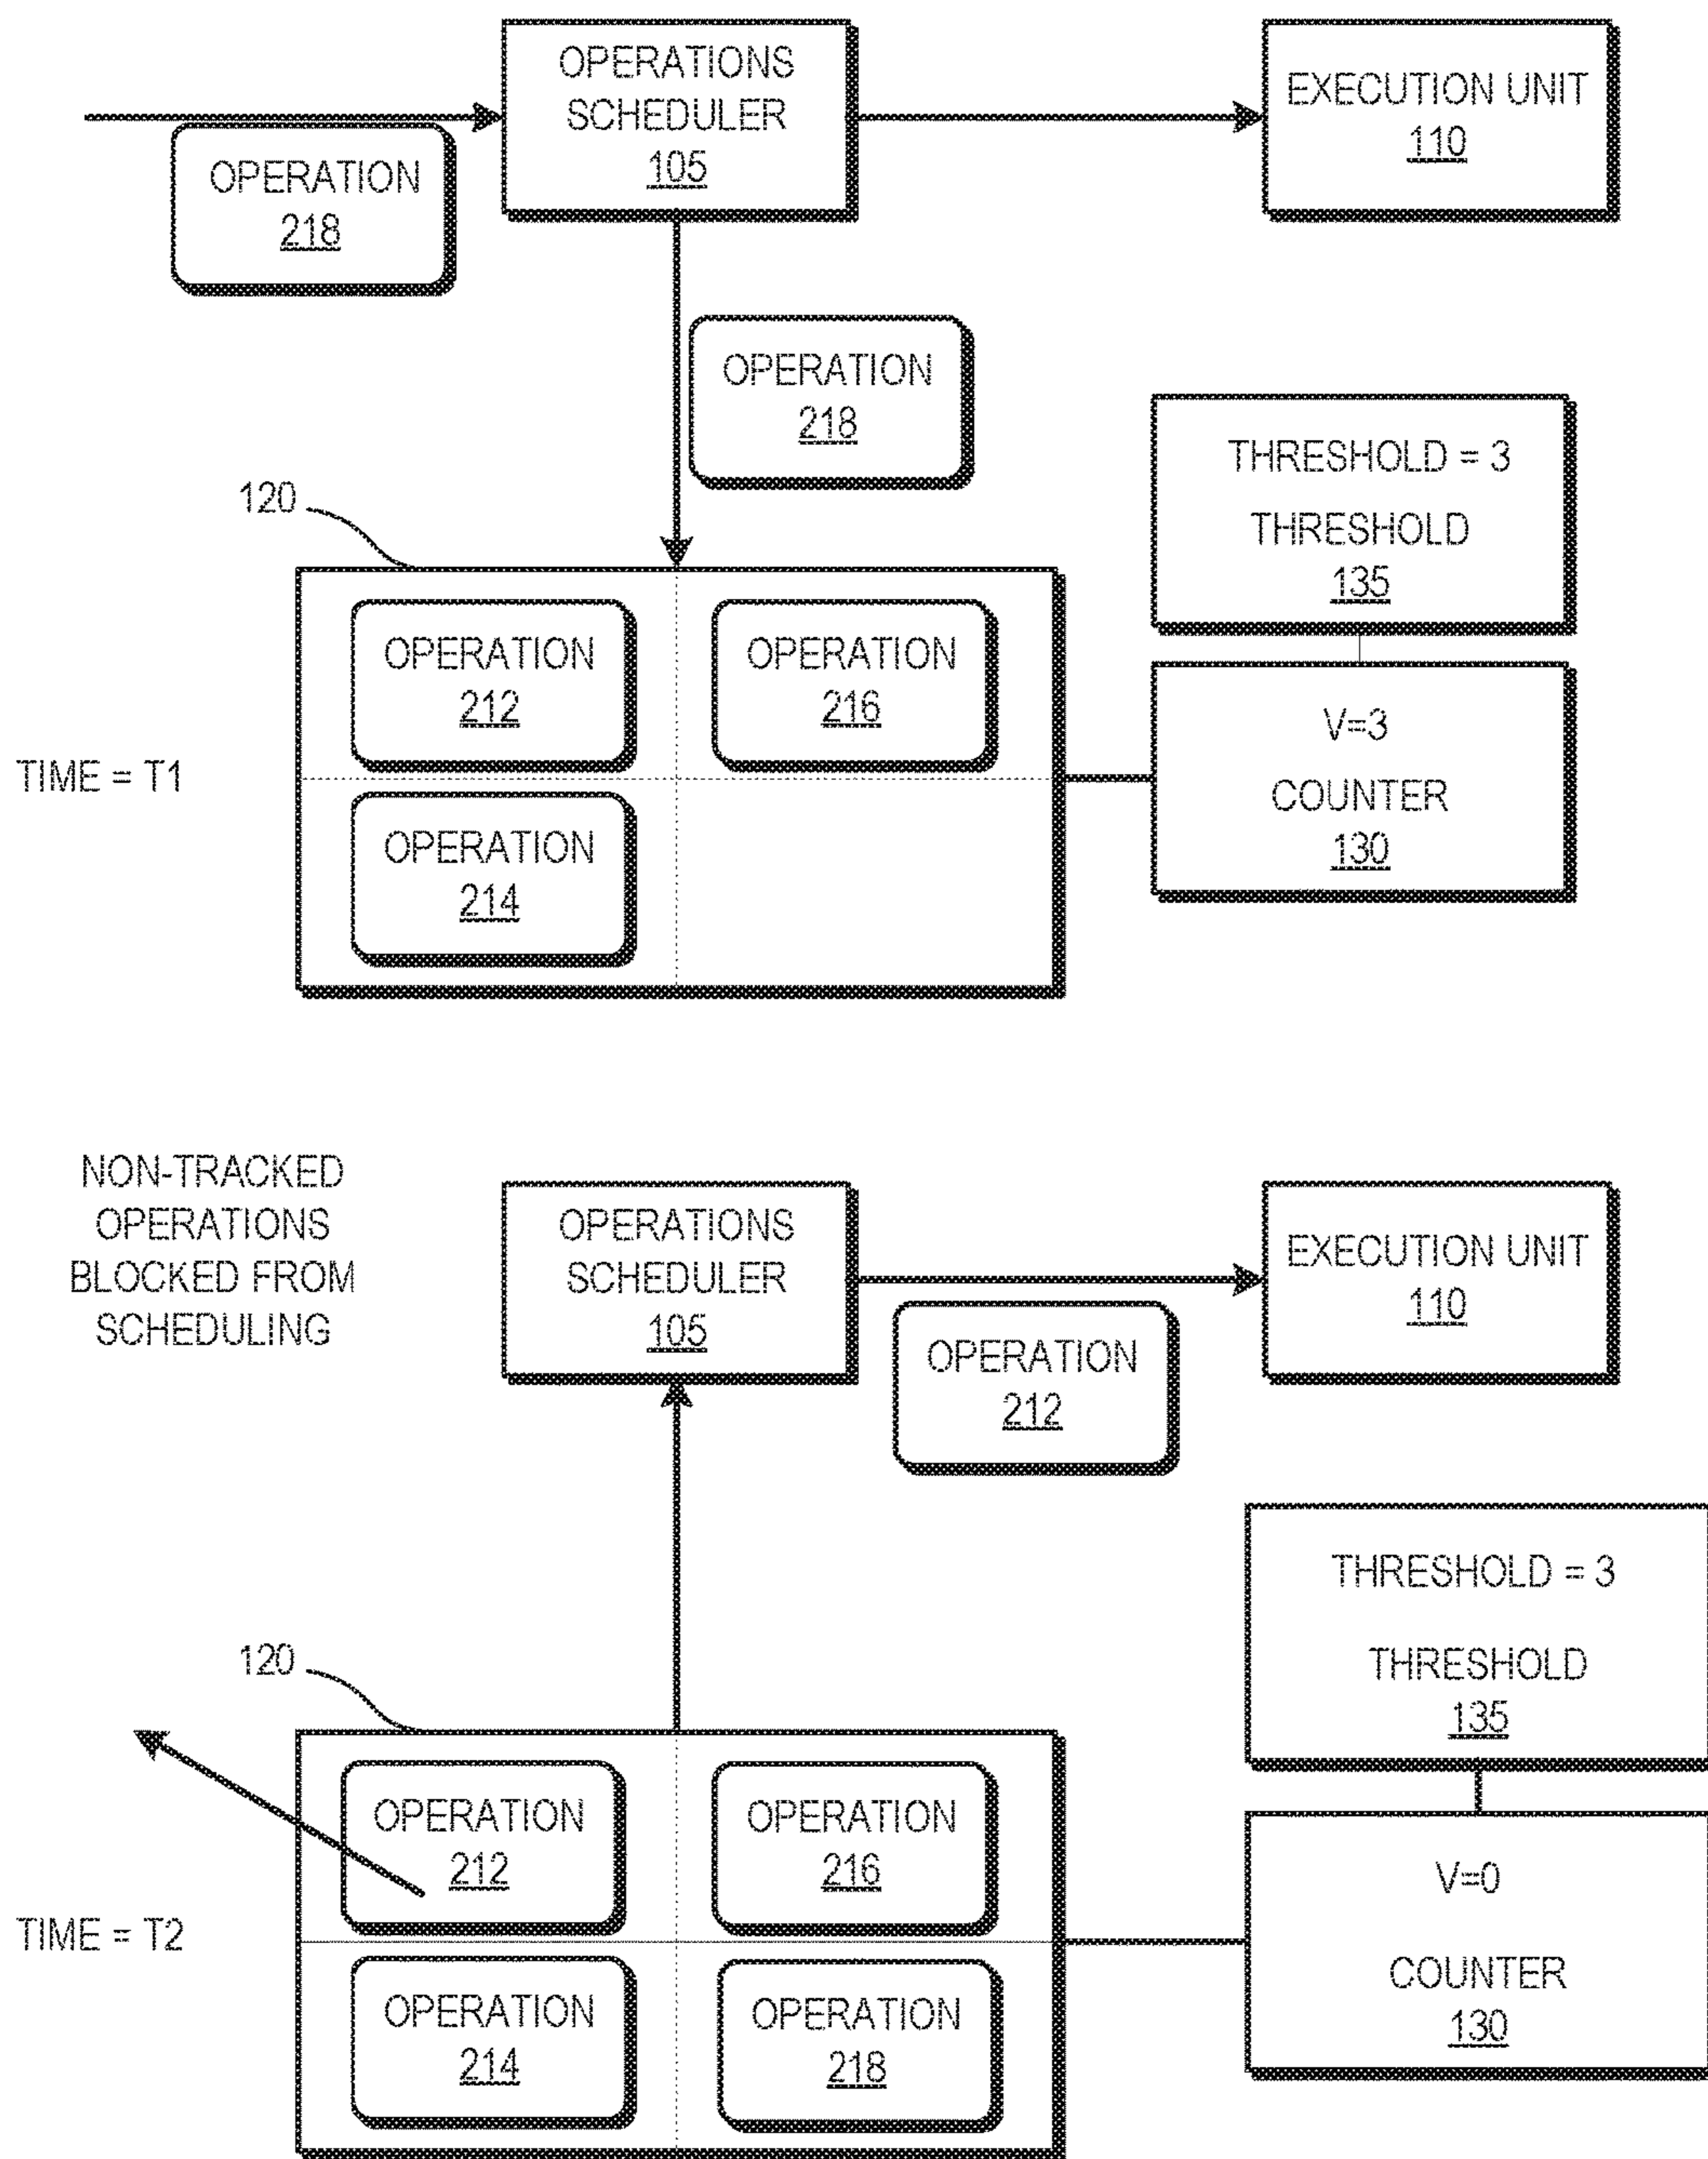 OPERATIONS
SCHEDULER
105
EXECUTION UNIT
110
OPERATION
218
OPERATION
218
THRESHOLD = 3
THRESHOLD
135
120
OPERATION
212
OPERATION
216
V=3
COUNTER
130
TIME = T1
OPERATION
214
NON-TRACKED
OPERATIONS
BLOCKED FROM
SCHEDULING
OPERATIONS
SCHEDULER
105
EXECUTION UNIT
110
OPERATION
212
THRESHOLD = 3
THRESHOLD
135
120
OPERATION
212
OPERATION
216
V=0
COUNTER
130
TIME = T2
OPERATION
214
OPERATION
218